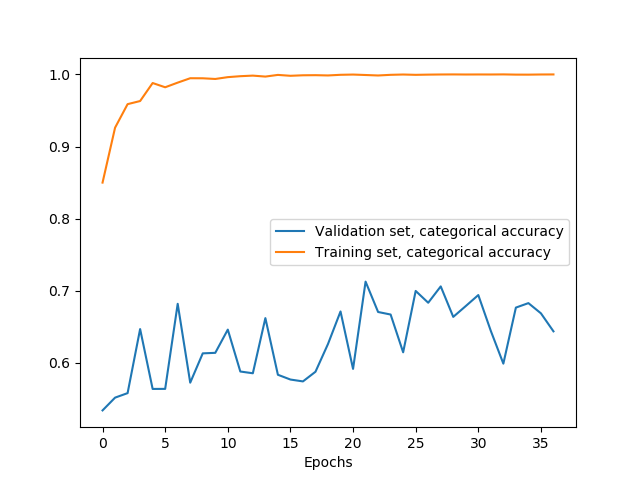 1.0
0.9
0.8
0.7
0.6
Validation set, categorical accuracy
Training set, categorical accuracy
0 5 10 15 20 25 30 35
Epochs